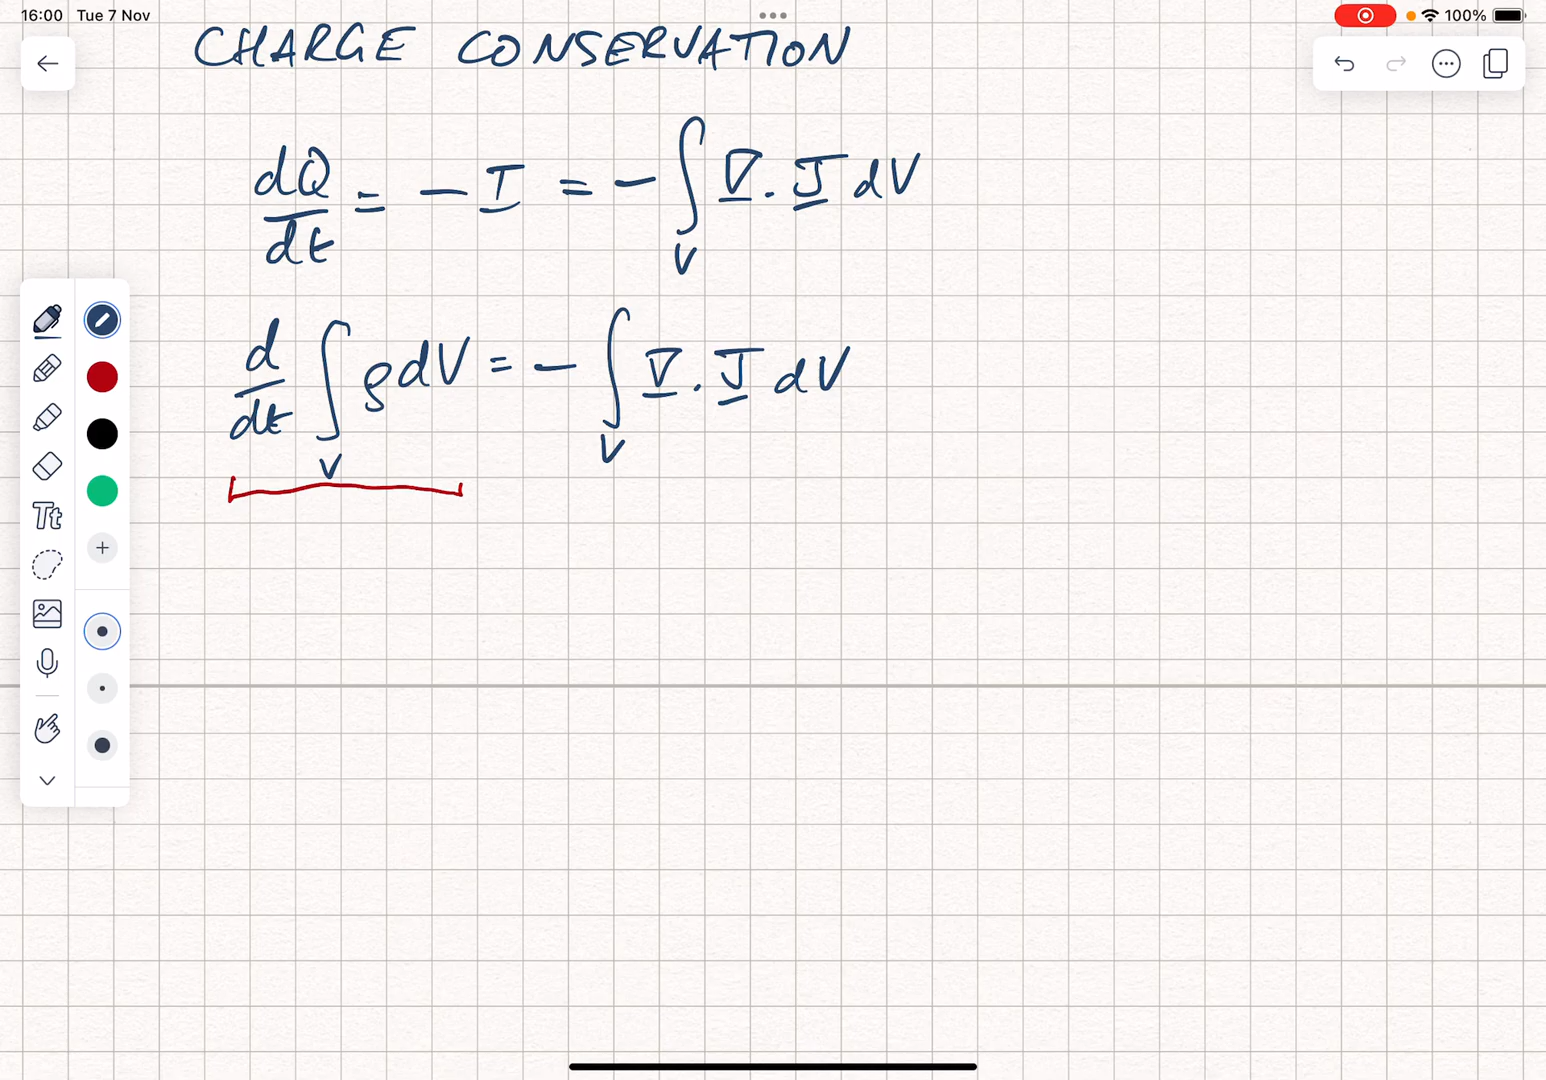 16:00 Tue 7 Nov
100%
CHARGE CONSERVATION
dQ/dt = - I = - ∫_V ∇ . J dV
d/dt ∫_V ρ dV = - ∫_V ∇ . J dV
Tt